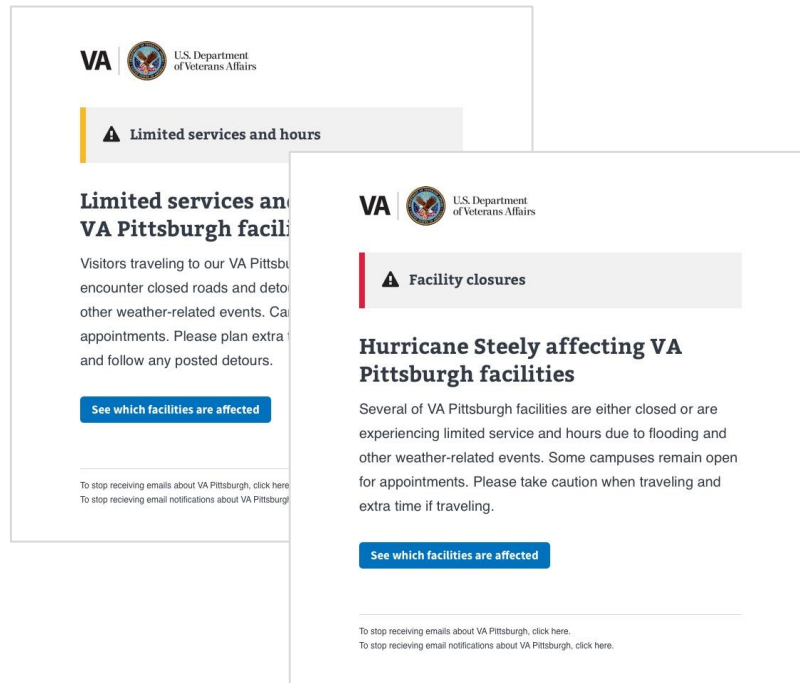 VA
U.S. Department
of Veterans Affairs
Limited services and hours
Limited services an
VA Pittsburgh facili
Visitors traveling to our VA Pittsbu
encounter closed roads and deto
other weather-related events. Ca
appointments. Please plan extra
and follow any posted detours.
See which facilities are affected
To stop receiving emails about VA Pittsburgh, click here
To stop recieving email notifications about VA Pittsburgh
VA
U.S. Department
of Veterans Affairs
Facility closures
Hurricane Steely affecting VA
Pittsburgh facilities
Several of VA Pittsburgh facilities are either closed or are
experiencing limited service and hours due to flooding and
other weather-related events. Some campuses remain open
for appointments. Please take caution when traveling and
extra time if traveling.
See which facilities are affected
To stop receiving emails about VA Pittsburgh, click here.
To stop recieving email notifications about VA Pittsburgh, click here.